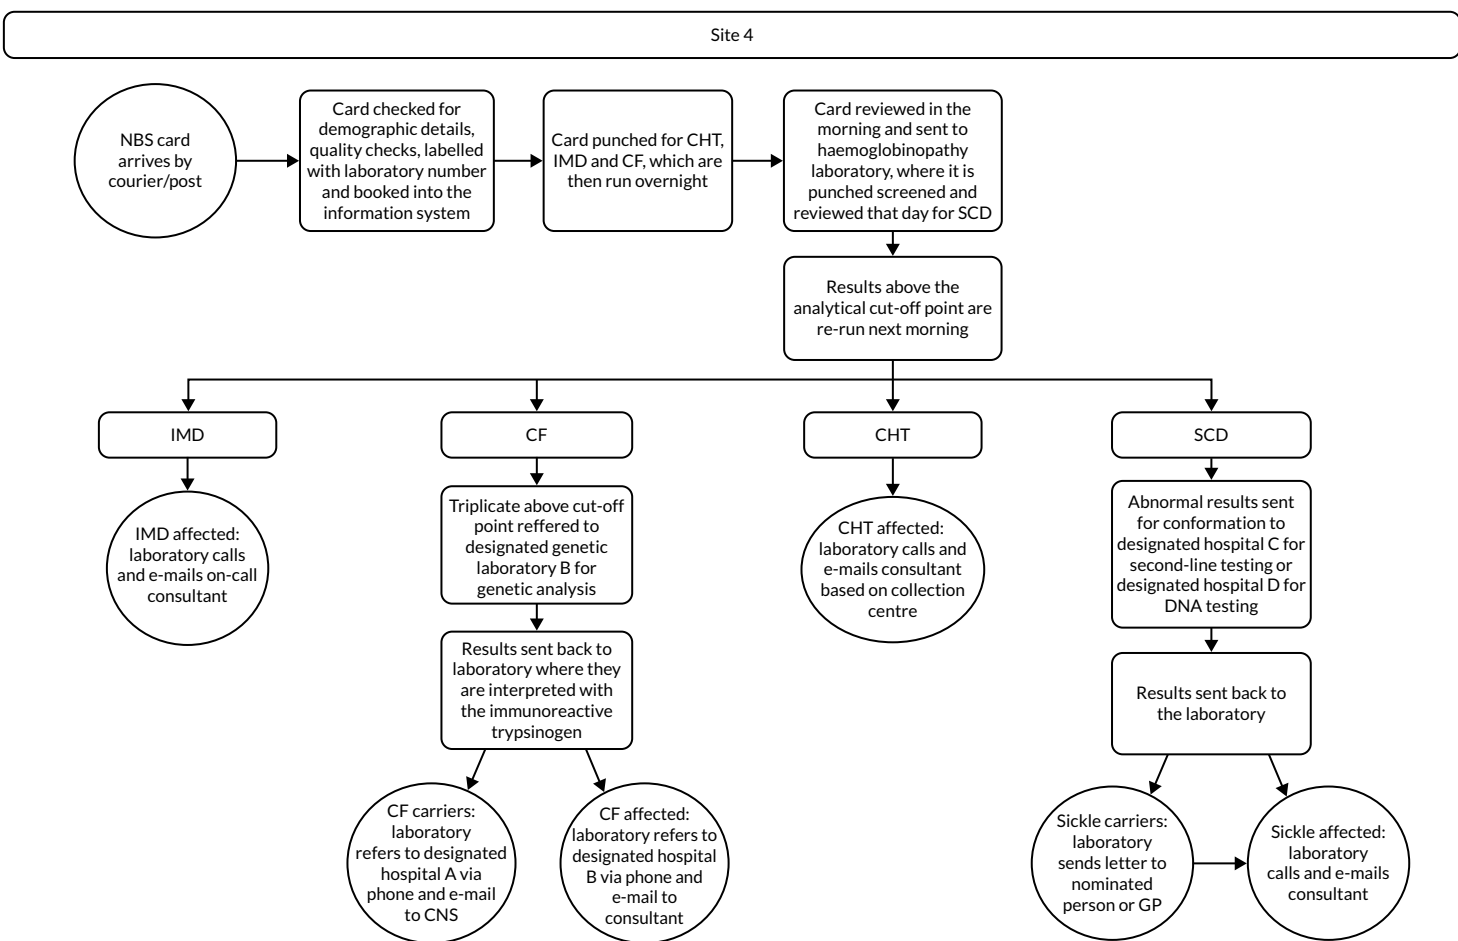 Site 4
NBS card
arrives by
courier/post
Card checked for
demographic details,
quality checks, labelled
with laboratory number
and booked into the
information system
Card punched for CHT,
IMD and CF, which are
then run overnight
Card reviewed in the
morning and sent to
haemoglobinopathy
laboratory, where it is
punched screened and
reviewed that day for SCD
Results above the
analytical cut-off point are
re-run next morning
IMD
CF
CHT
SCD
IMD affected:
laboratory calls
and e-mails on-call
consultant
Triplicate above cut-off
point reffered to
designated genetic
laboratory B for
genetic analysis
CHT affected:
laboratory calls and
e-mails consultant
based on collection
centre
Abnormal results sent
for conformation to
designated hospital C for
second-line testing or
designated hospital D for
DNA testing
Results sent back to
laboratory where they
are interpreted with
the immunoreactive
trypsinogen
Results sent back to
the laboratory
CF carriers:
laboratory
refers to designated
hospital A via
phone and e-mail
to CNS
CF affected:
laboratory refers to
designated hospital
B via phone and
e-mail to
consultant
Sickle carriers:
laboratory
sends letter to
nominated
person or GP
Sickle affected:
laboratory
calls and e-mails
consultant